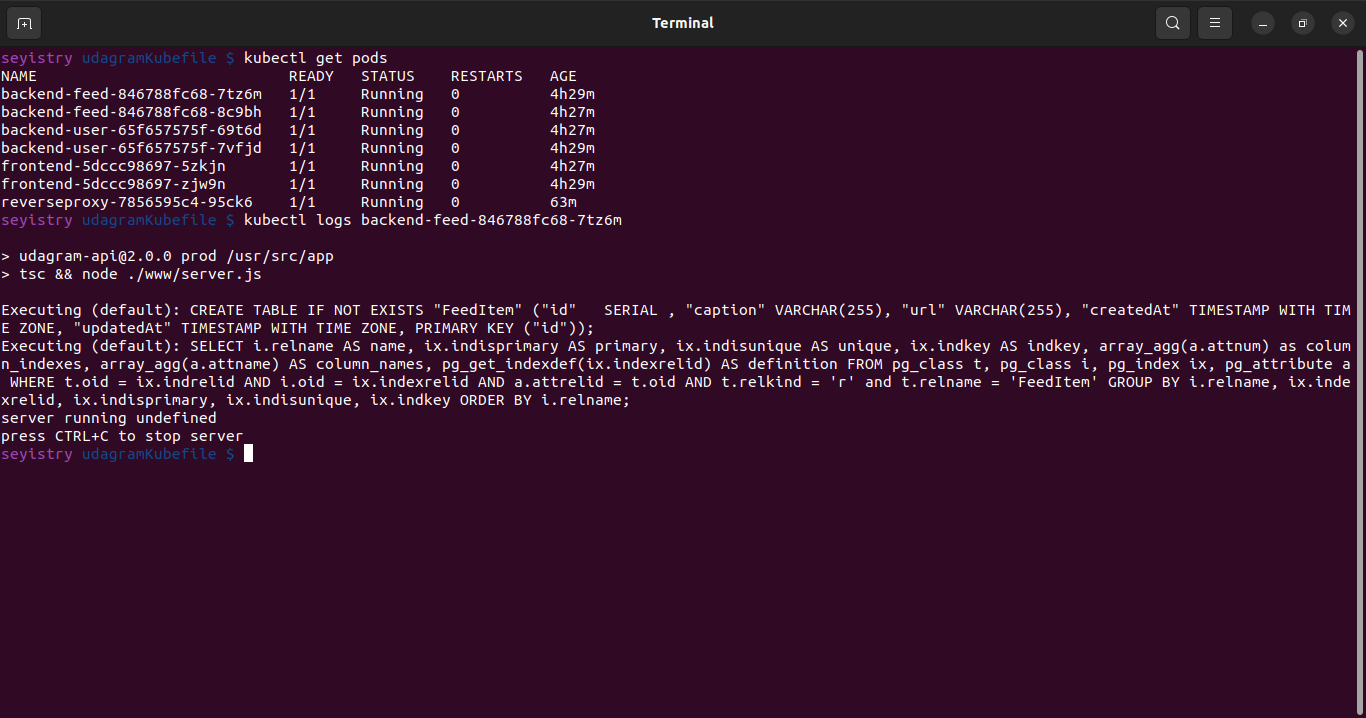 Terminal
seyistry udagramKubefile $ kubectl get pods
NAME                            READY   STATUS    RESTARTS   AGE
backend-feed-846788fc68-7tz6m   1/1     Running   0          4h29m
backend-feed-846788fc68-8c9bh   1/1     Running   0          4h27m
backend-user-65f657575f-69t6d   1/1     Running   0          4h27m
backend-user-65f657575f-7vfjd   1/1     Running   0          4h29m
frontend-5dccc98697-5zkjn       1/1     Running   0          4h27m
frontend-5dccc98697-zjw9n       1/1     Running   0          4h29m
reverseproxy-7856595c4-95ck6    1/1     Running   0          63m
seyistry udagramKubefile $ kubectl logs backend-feed-846788fc68-7tz6m
> udagram-api@2.0.0 prod /usr/src/app
> tsc && node ./www/server.js
Executing (default): CREATE TABLE IF NOT EXISTS "FeedItem" ("id"   SERIAL , "caption" VARCHAR(255), "url" VARCHAR(255), "createdAt" TIMESTAMP WITH TIM
E ZONE, "updatedAt" TIMESTAMP WITH TIME ZONE, PRIMARY KEY ("id"));
Executing (default): SELECT i.relname AS name, ix.indisprimary AS primary, ix.indisunique AS unique, ix.indkey AS indkey, array_agg(a.attnum) as colum
n_indexes, array_agg(a.attname) AS column_names, pg_get_indexdef(ix.indexrelid) AS definition FROM pg_class t, pg_class i, pg_index ix, pg_attribute a
 WHERE t.oid = ix.indrelid AND i.oid = ix.indexrelid AND a.attrelid = t.oid AND t.relkind = 'r' and t.relname = 'FeedItem' GROUP BY i.relname, ix.inde
xrelid, ix.indisprimary, ix.indisunique, ix.indkey ORDER BY i.relname;
server running undefined
press CTRL+C to stop server
seyistry udagramKubefile $